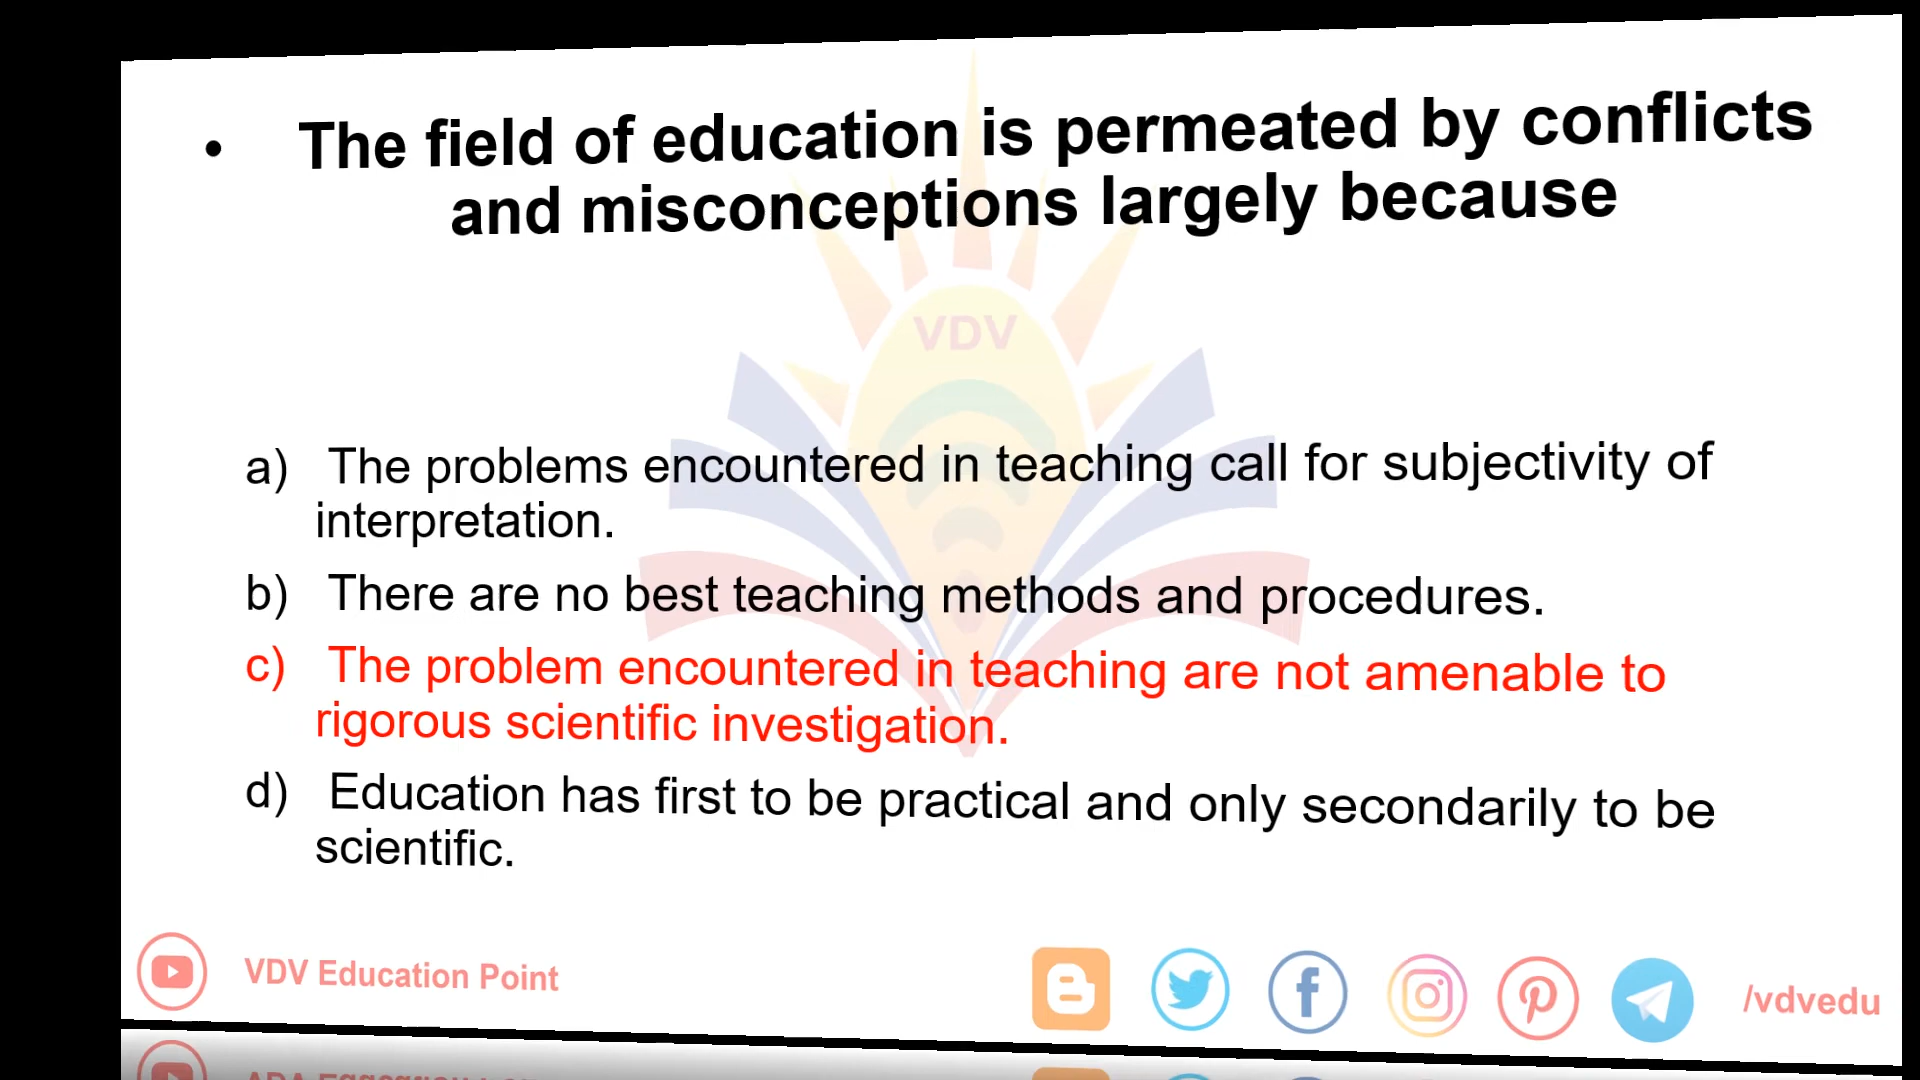 • The field of education is permeated by conflicts
and misconceptions largely because
VDV
a) The problems encountered in teaching call for subjectivity of
interpretation.
b) There are no best teaching methods and procedures.
c) The problem encountered in teaching are not amenable to
rigorous scientific investigation.
d) Education has first to be practical and only secondarily to be
scientific.
VDV Education Point
/vdvedu